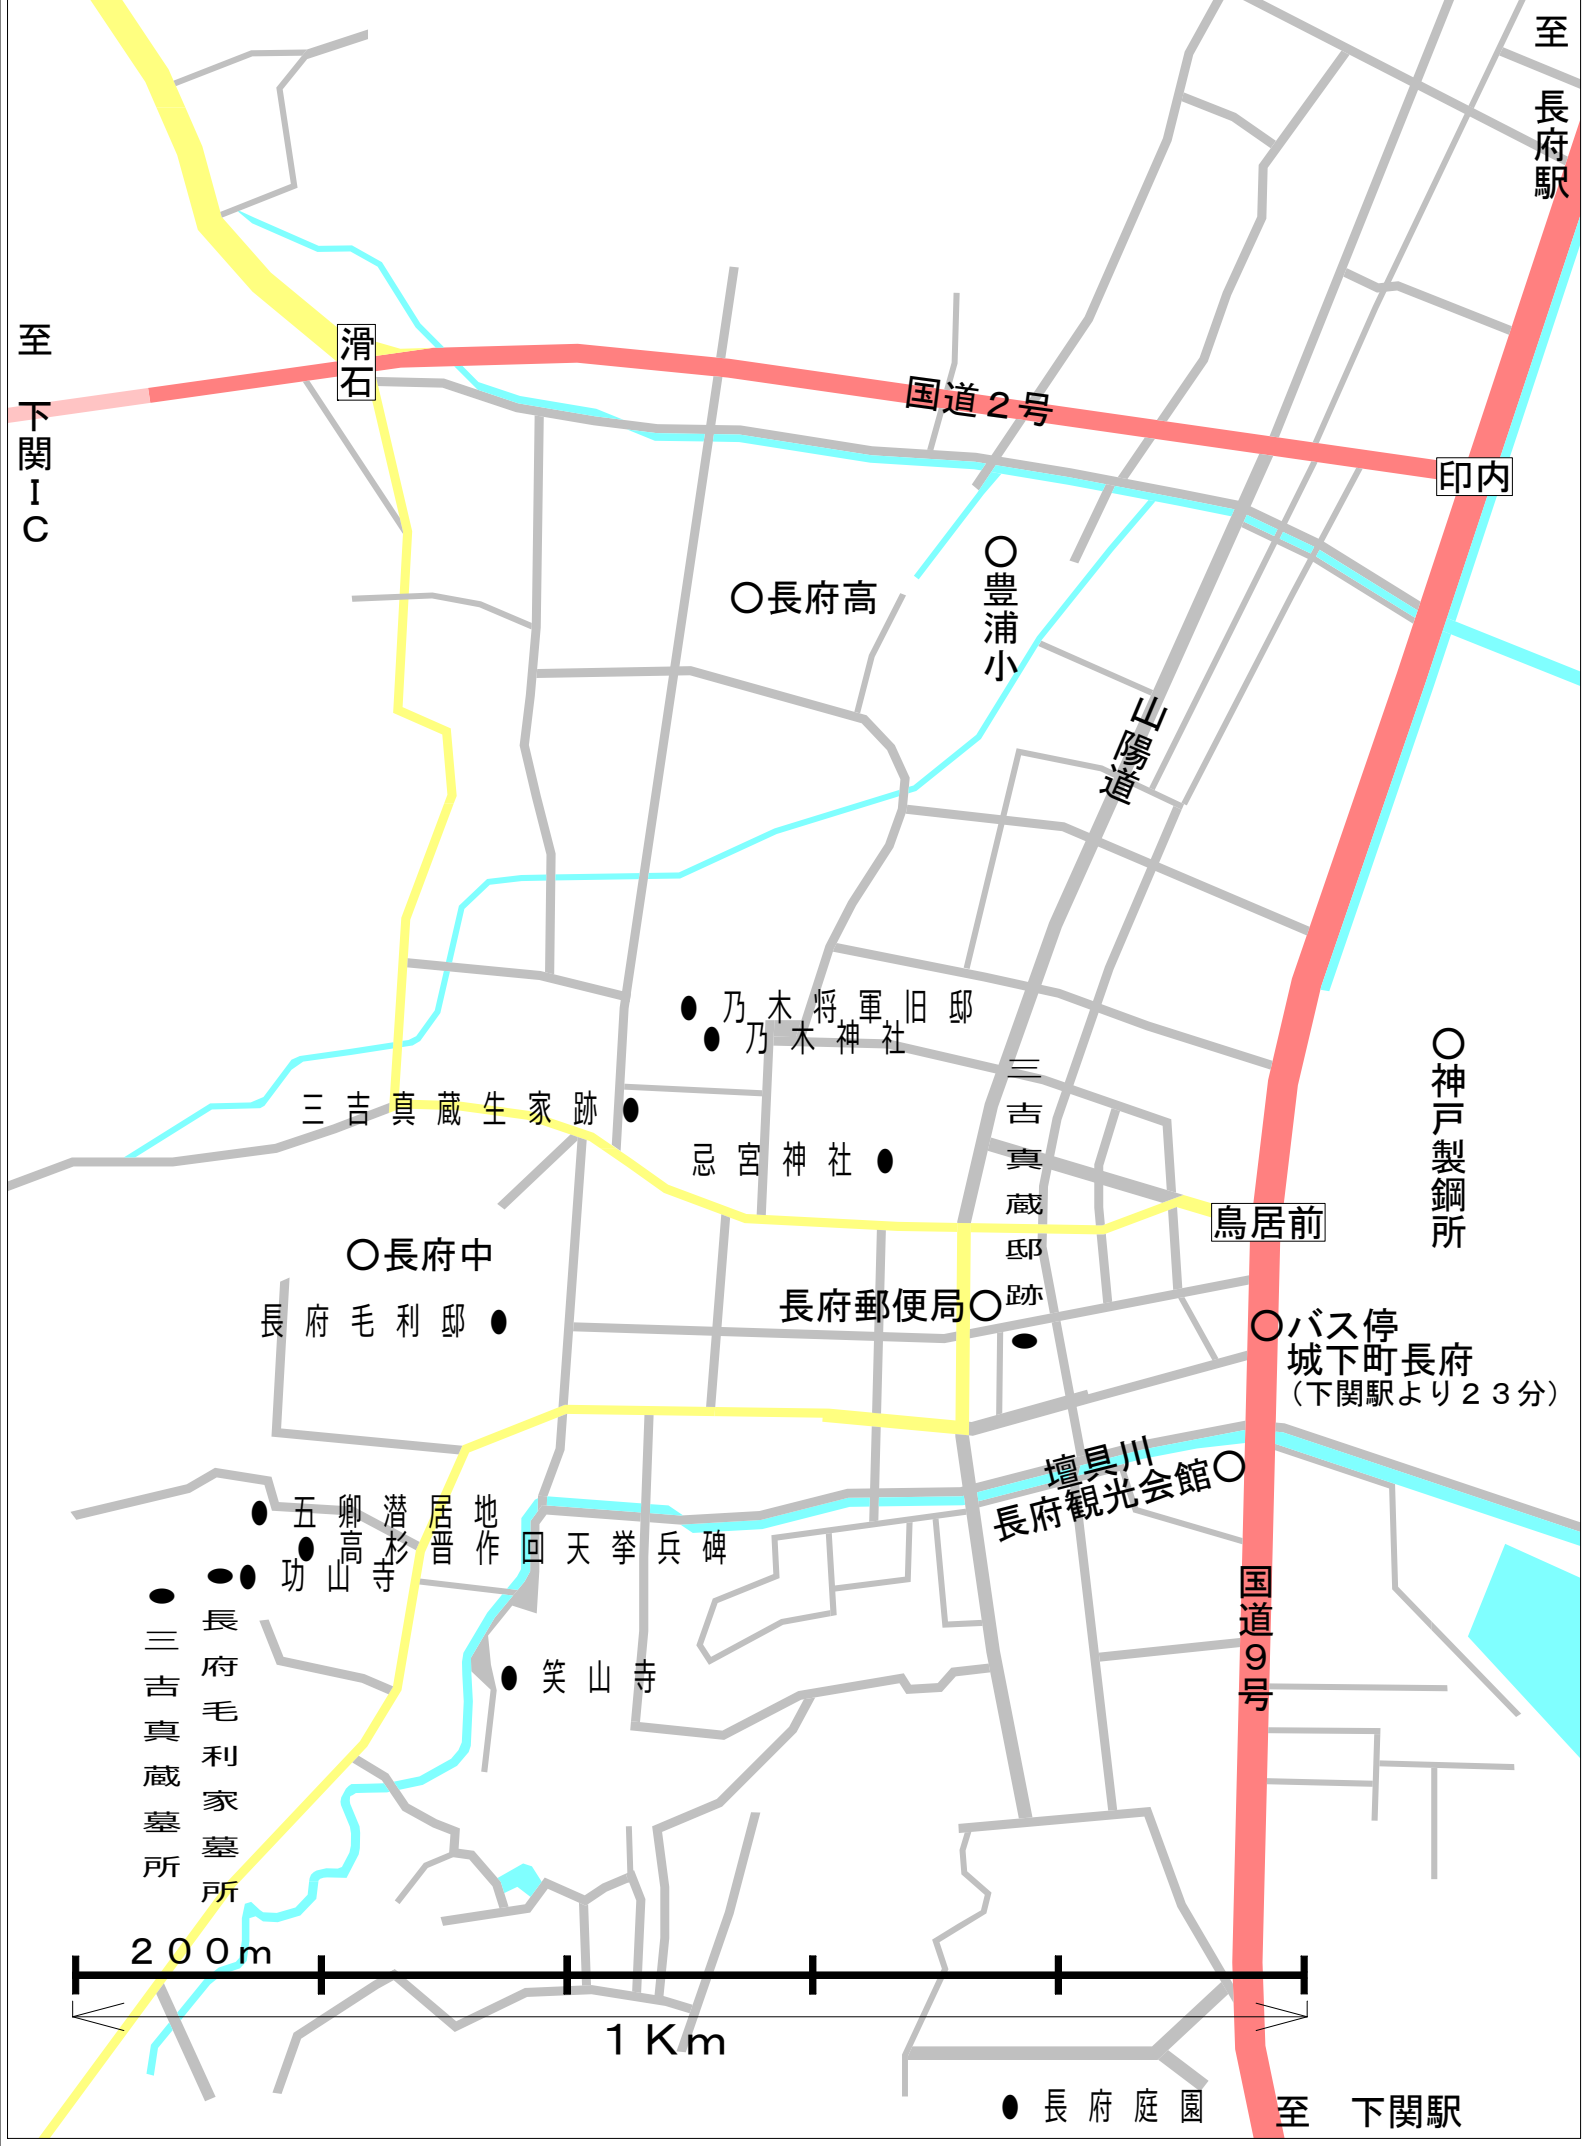 至 長府駅
至 下関IC
滑石
国道2号
印内
長府高
豊浦小
山陽道
乃木将軍旧邸
乃木神社
三吉真蔵生家跡
忌宮神社
三吉真蔵邸跡
神戸製鋼所
鳥居前
長府中
長府毛利邸
長府郵便局
バス停
城下町長府
(下関駅より23分)
壇具川
長府観光会館
五卿潜居地
高杉晋作回天挙兵碑
功山寺
長府毛利家墓所
三吉真蔵墓所
笑山寺
国道9号
200m
1Km
長府庭園
至 下関駅